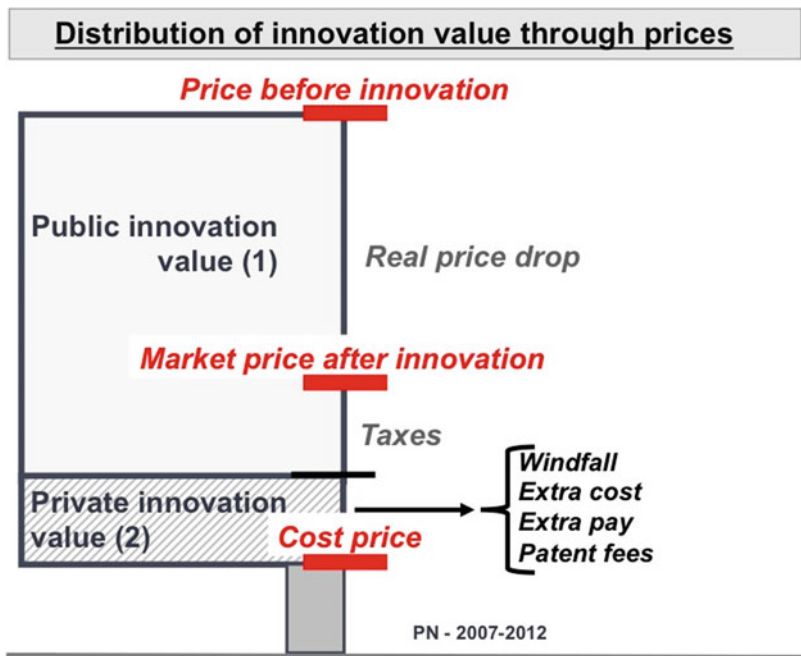 Distribution of innovation value through prices
Price before innovation
Public innovation
value (1)
Real price drop
Market price after innovation
Taxes
Private innovation
value (2)
Cost price
Windfall
Extra cost
Extra pay
Patent fees
PN - 2007-2012